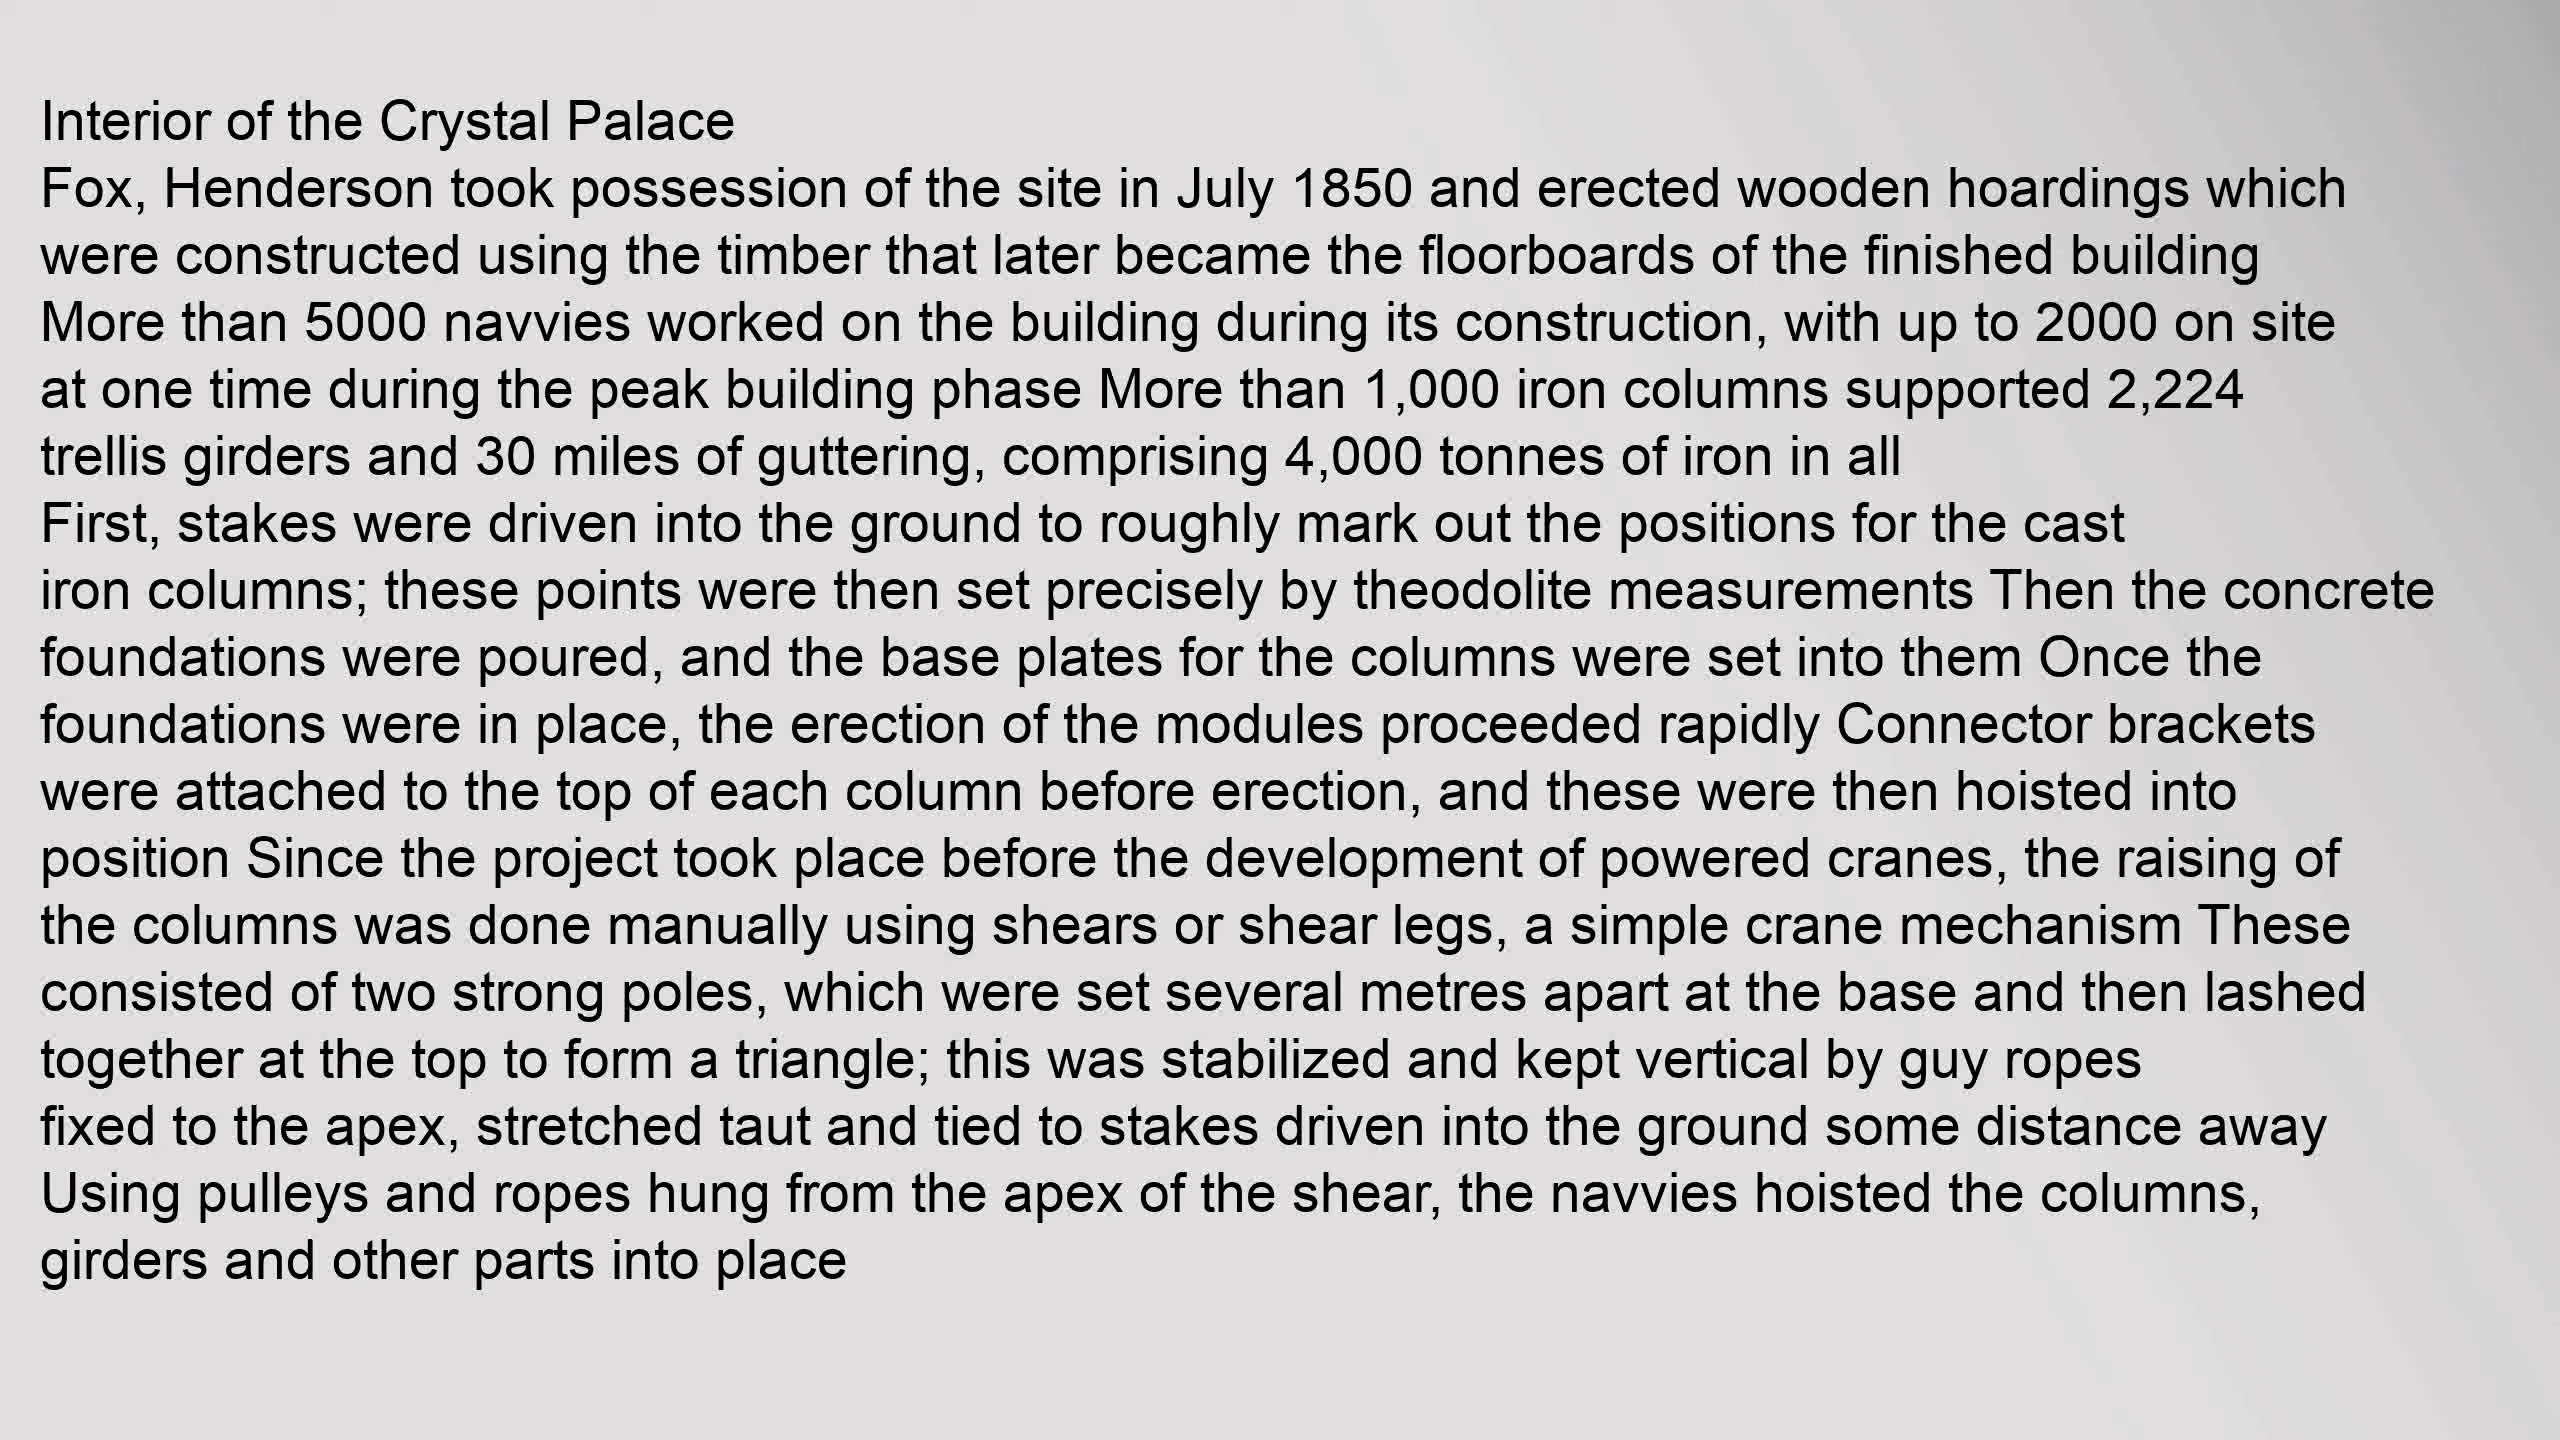 Interior of the Crystal Palace
Fox, Henderson took possession of the site in July 1850 and erected wooden hoardings which
were constructed using the timber that later became the floorboards of the finished building
More than 5000 navvies worked on the building during its construction, with up to 2000 on site
at one time during the peak building phase More than 1,000 iron columns supported 2,224
trellis girders and 30 miles of guttering, comprising 4,000 tonnes of iron in all
First, stakes were driven into the ground to roughly mark out the positions for the cast
iron columns; these points were then set precisely by theodolite measurements Then the concrete
foundations were poured, and the base plates for the columns were set into them Once the
foundations were in place, the erection of the modules proceeded rapidly Connector brackets
were attached to the top of each column before erection, and these were then hoisted into
position Since the project took place before the development of powered cranes, the raising of
the columns was done manually using shears or shear legs, a simple crane mechanism These
consisted of two strong poles, which were set several metres apart at the base and then lashed
together at the top to form a triangle; this was stabilized and kept vertical by guy ropes
fixed to the apex, stretched taut and tied to stakes driven into the ground some distance away
Using pulleys and ropes hung from the apex of the shear, the navvies hoisted the columns,
girders and other parts into place